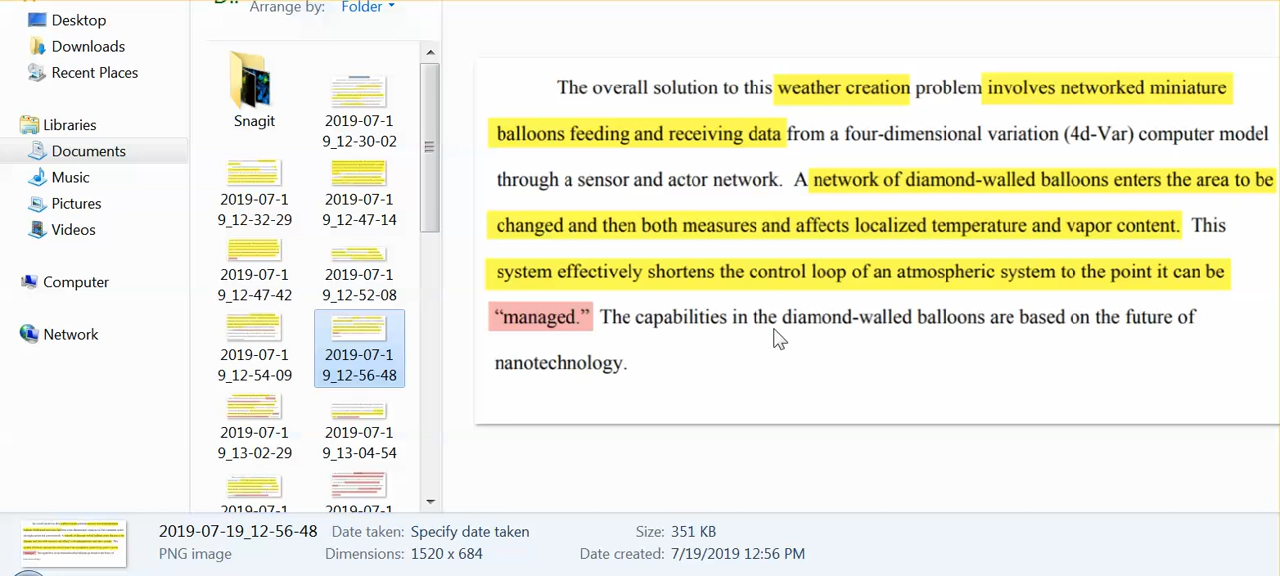 Desktop
Downloads
Recent Places
Libraries
Documents
Music
Pictures
Videos
Computer
Network
Arrange by: Folder
Snagit
2019-07-1
9_12-30-02
2019-07-1
9_12-32-29
2019-07-1
9_12-47-14
2019-07-1
9_12-47-42
2019-07-1
9_12-52-08
2019-07-1
9_12-54-09
2019-07-1
9_12-56-48
2019-07-1
9_13-02-29
2019-07-1
9_13-04-54
2019-07-1
2019-07-1
The overall solution to this weather creation problem involves networked miniature
balloons feeding and receiving data from a four-dimensional variation (4d-Var) computer model
through a sensor and actor network. A network of diamond-walled balloons enters the area to be
changed and then both measures and affects localized temperature and vapor content. This
system effectively shortens the control loop of an atmospheric system to the point it can be
“managed.” The capabilities in the diamond-walled balloons are based on the future of
nanotechnology.
2019-07-19_12-56-48 Date taken: Specify date taken Size: 351 KB
PNG image Dimensions: 1520 x 684 Date created: 7/19/2019 12:56 PM